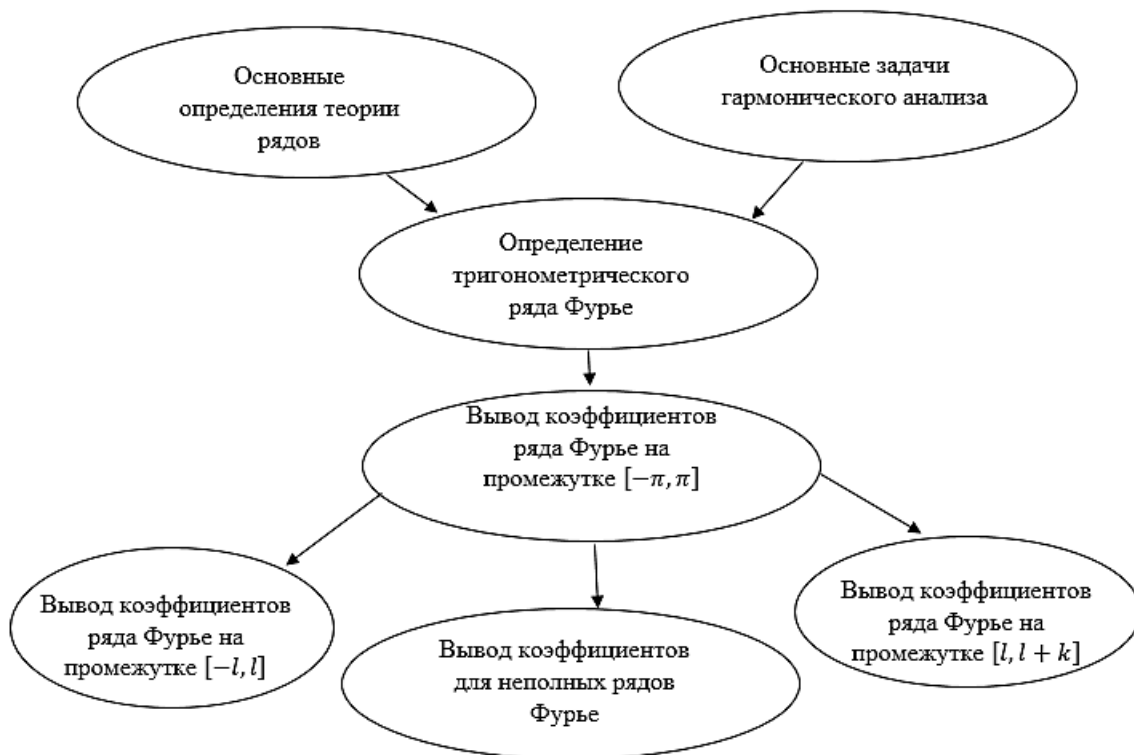 Основные
определения теории
рядов
Основные задачи
гармонического анализа
Определение
тригонометрического
ряда Фурье
Вывод коэффициентов
ряда Фурье на
промежутке [−π, π]
Вывод коэффициентов
ряда Фурье на
промежутке [−l, l]
Вывод коэффициентов
для неполных рядов
Фурье
Вывод коэффициентов
ряда Фурье на
промежутке [l, l + k]